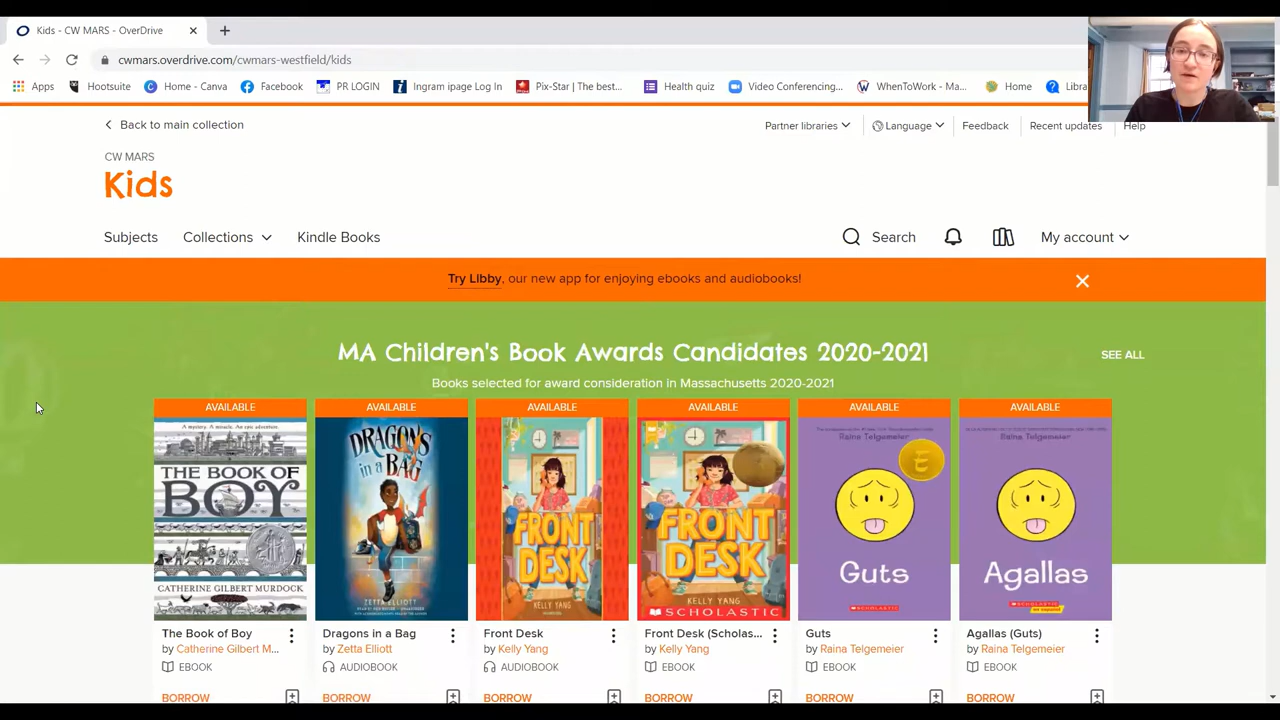 Kids - CW MARS - OverDrive
cwmars.overdrive.com/cwmars-westfield/kids
Apps Hootsuite Home - Canva Facebook PR LOGIN Ingram ipage Log In Pix-Star | The best... Health quiz Video Conferencing... WhenToWork - Ma... Home Libra
Back to main collection
Partner libraries Language Feedback Recent updates Help
CW MARS
Kids
Subjects Collections Kindle Books Search My account
Try Libby, our new app for enjoying ebooks and audiobooks!
MA Children's Book Awards Candidates 2020-2021
SEE ALL
Books selected for award consideration in Massachusetts 2020-2021
AVAILABLE AVAILABLE AVAILABLE AVAILABLE AVAILABLE AVAILABLE
A mystery. A miracle. An epic adventure.
THE BOOK OF
BOY
CATHERINE GILBERT MURDOCK
DRAGONS
in a BAG
ZETTA ELLIOTT
FRONT
DESK
KELLY YANG
FRONT
DESK
KELLY YANG
SCHOLASTIC
Raina Telgemeier
E
Guts
SCHOLASTIC
Raina Telgemeier
Agallas
SCHOLASTIC
The Book of Boy Dragons in a Bag Front Desk Front Desk (Scholas... Guts Agallas (Guts)
by Catherine Gilbert M... by Zetta Elliott by Kelly Yang by Kelly Yang by Raina Telgemeier by Raina Telgemeier
EBOOK AUDIOBOOK AUDIOBOOK EBOOK EBOOK EBOOK
BORROW BORROW BORROW BORROW BORROW BORROW